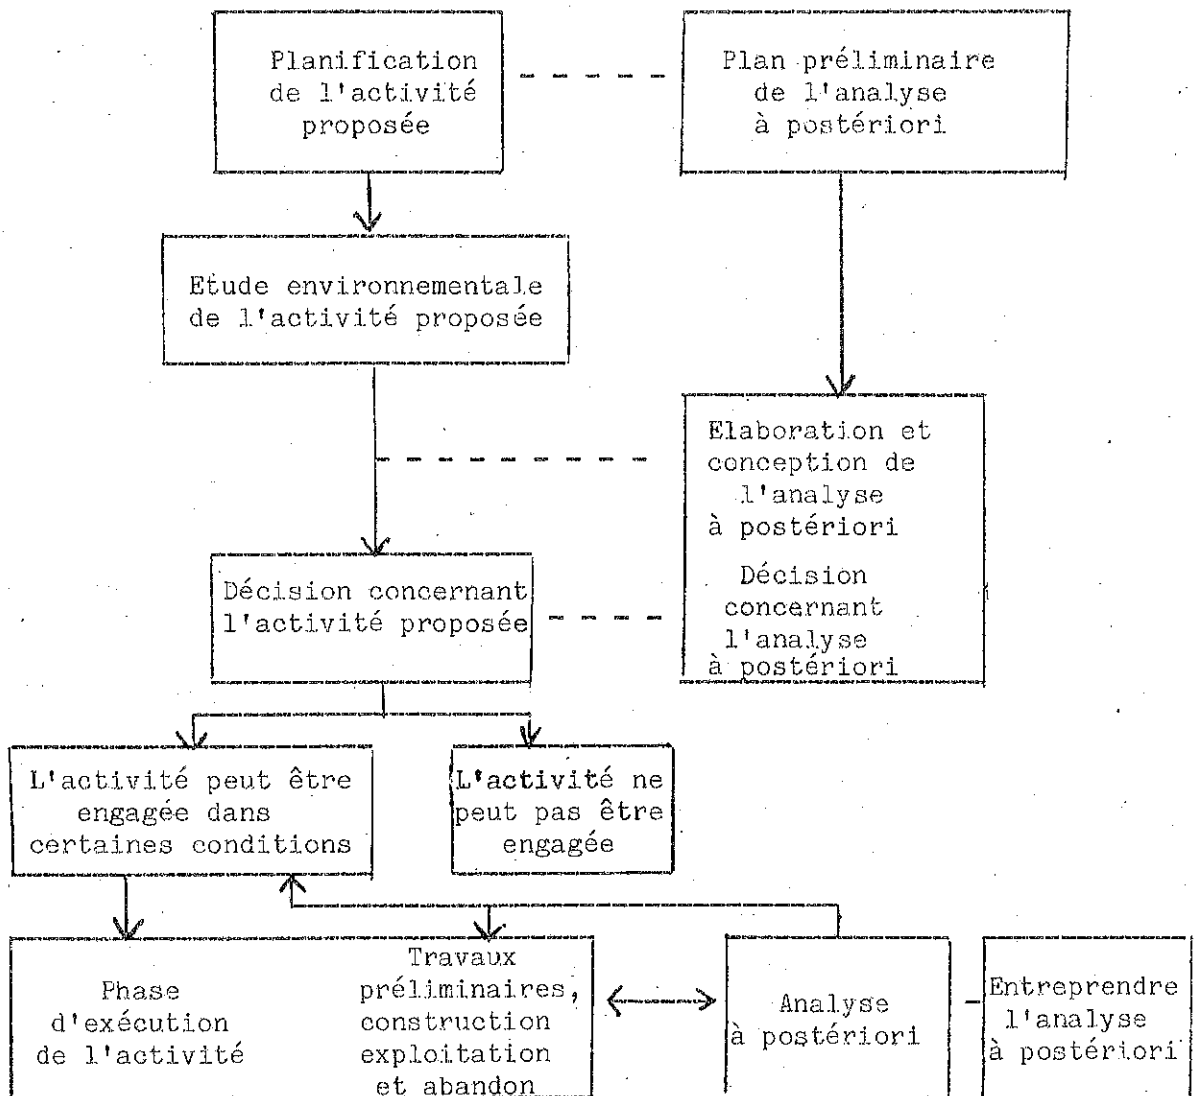 Planification
de l'activité
proposée
Plan préliminaire
de l'analyse
à postériori
Etude environnementale
de l'activité proposée
Elaboration et
conception de
l'analyse
à postériori
Décision
concernant
l'analyse
à postériori
Décision concernant
l'activité proposée
L'activité peut être
engagée dans
certaines conditions
L'activité ne
peut pas être
engagée
Phase
d'exécution
de l'activité
Travaux
préliminaires,
construction
exploitation
et abandon
Analyse
à postériori
Entreprendre
l'analyse
à postériori